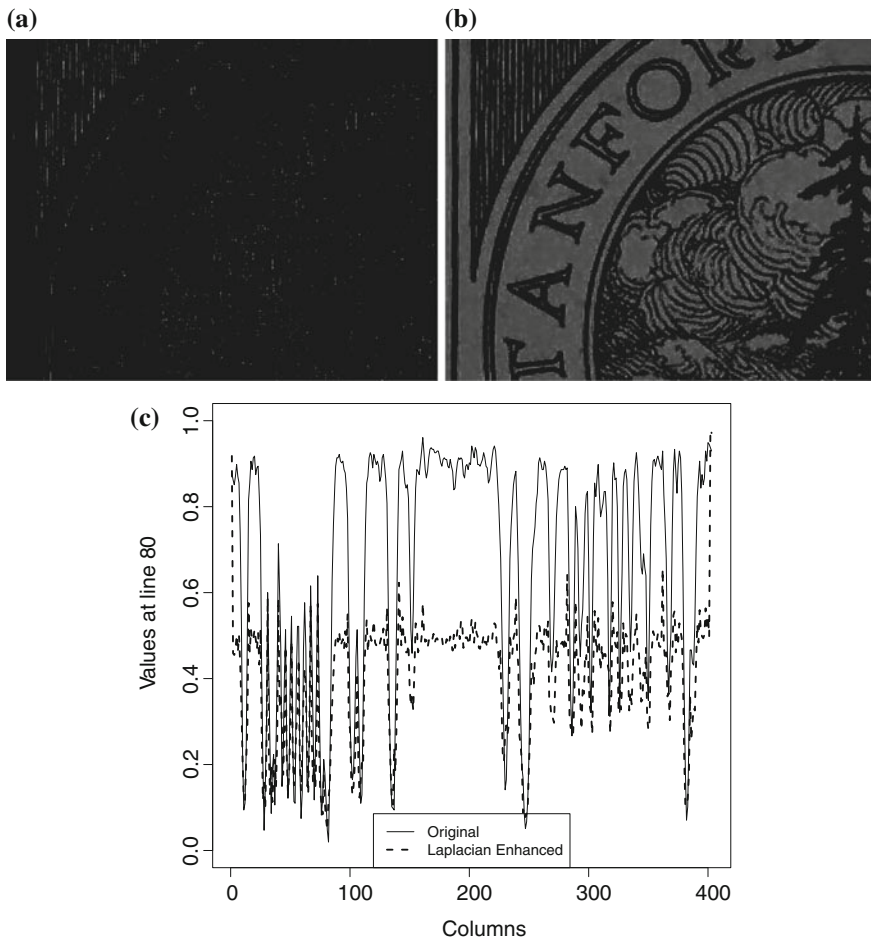 (a)
(b)
TANFORD
(c)
1.0
0.8
0.6
0.4
0.2
0.0
Values at line 80
Original
Laplacian Enhanced
0 100 200 300 400
Columns